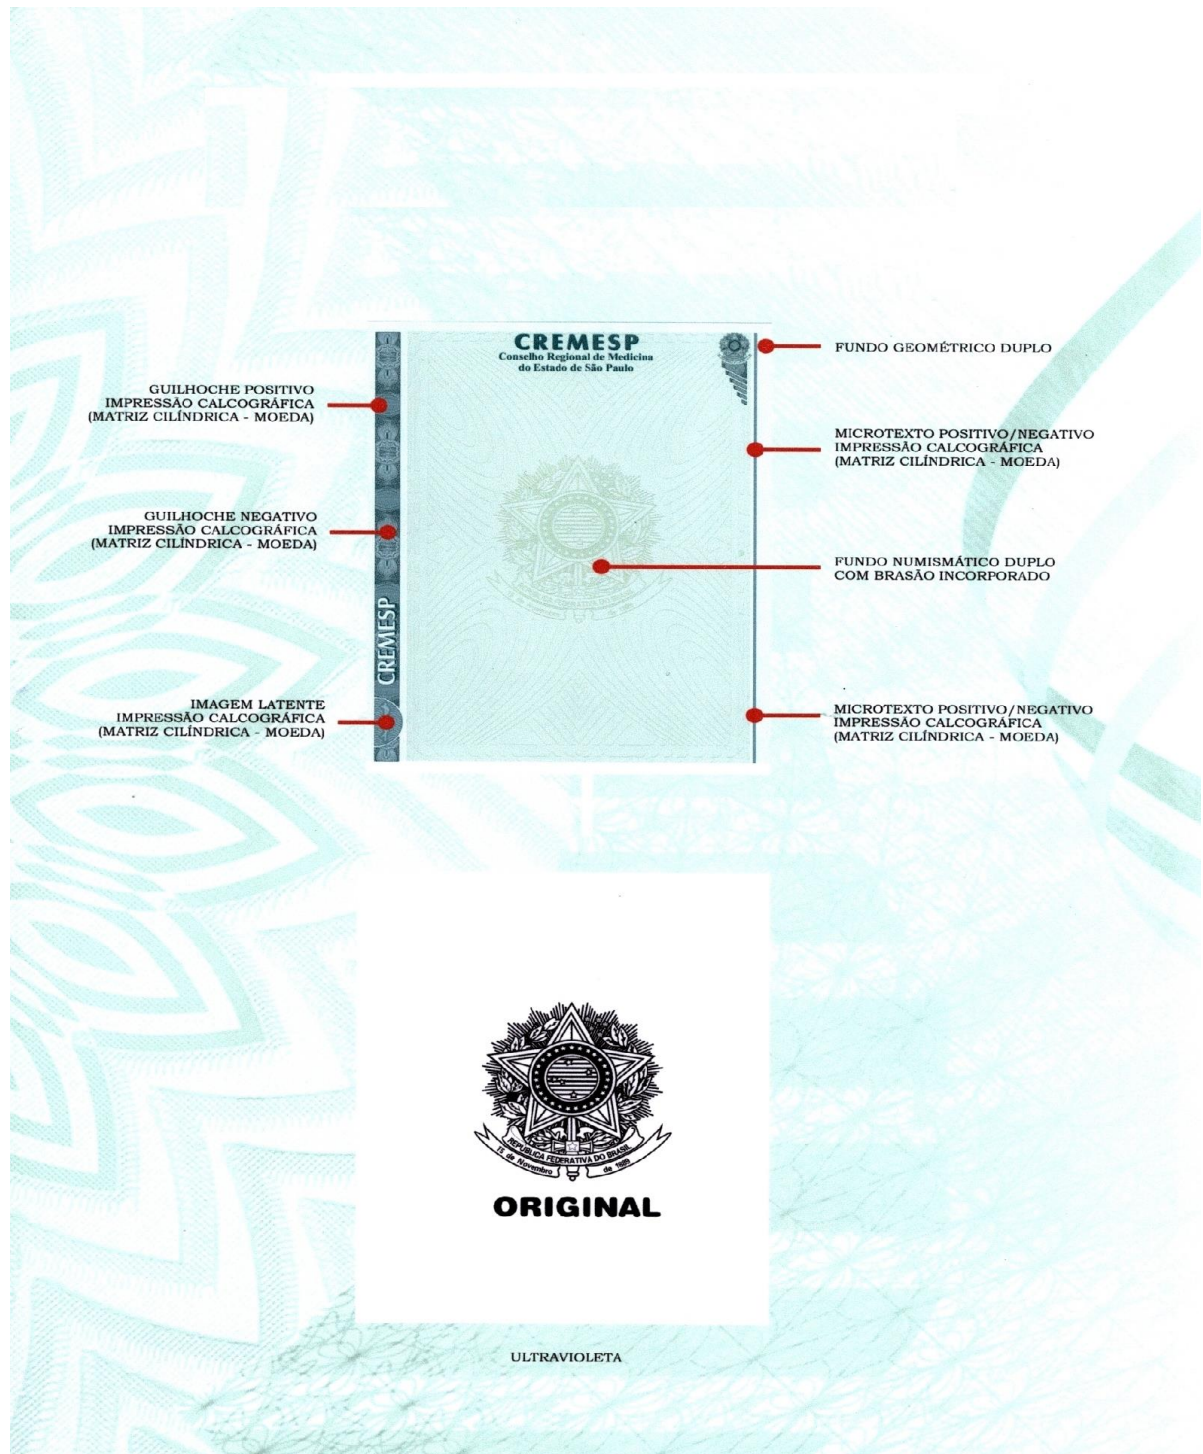 CREMESP
Conselho Regional de Medicina
do Estado de São Paulo
FUNDO GEOMÉTRICO DUPLO
GUILHOCHE POSITIVO
IMPRESSÃO CALCOGRÁFICA
(MATRIZ CILÍNDRICA - MOEDA)
MICROTEXTO POSITIVO/NEGATIVO
IMPRESSÃO CALCOGRÁFICA
(MATRIZ CILÍNDRICA - MOEDA)
GUILHOCHE NEGATIVO
IMPRESSÃO CALCOGRÁFICA
(MATRIZ CILÍNDRICA - MOEDA)
FUNDO NUMISMÁTICO DUPLO
COM BRASÃO INCORPORADO
CREMESP
IMAGEM LATENTE
IMPRESSÃO CALCOGRÁFICA
(MATRIZ CILÍNDRICA - MOEDA)
MICROTEXTO POSITIVO/NEGATIVO
IMPRESSÃO CALCOGRÁFICA
(MATRIZ CILÍNDRICA - MOEDA)
REPÚBLICA FEDERATIVA DO BRASIL
15 de Novembro de 1889
ORIGINAL
ULTRAVIOLETA